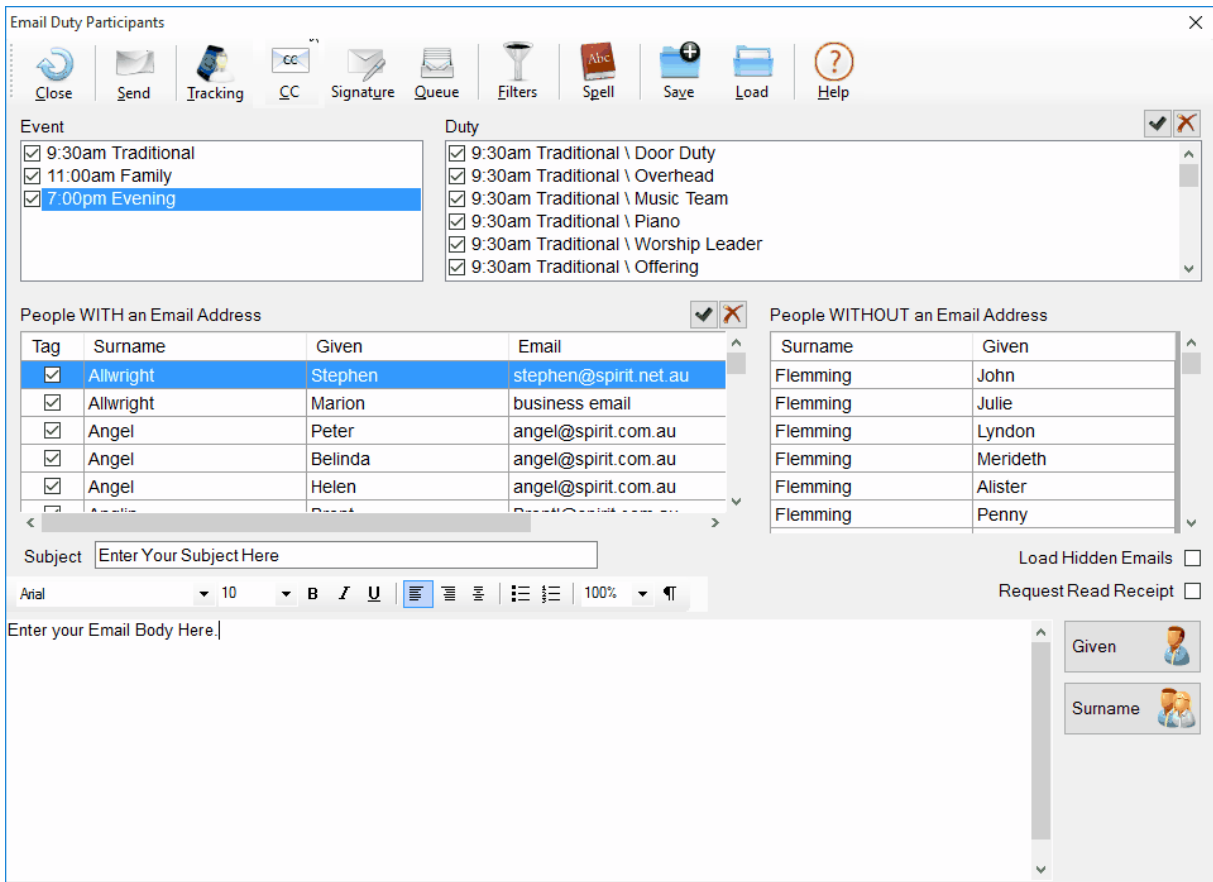 Email Duty Participants
Close Send Tracking CC Signature Queue Filters Spell Save Load Help
Event
9:30am Traditional
11:00am Family
7:00pm Evening
Duty
9:30am Traditional \ Door Duty
9:30am Traditional \ Overhead
9:30am Traditional \ Music Team
9:30am Traditional \ Piano
9:30am Traditional \ Worship Leader
9:30am Traditional \ Offering
People WITH an Email Address
Tag Surname Given Email
Allwright Stephen stephen@spirit.net.au
Allwright Marion business email
Angel Peter angel@spirit.com.au
Angel Belinda angel@spirit.com.au
Angel Helen angel@spirit.com.au
People WITHOUT an Email Address
Surname Given
Flemming John
Flemming Julie
Flemming Lyndon
Flemming Merideth
Flemming Alister
Flemming Penny
Subject Enter Your Subject Here
Load Hidden Emails
Request Read Receipt
Arial 10 B I U 100% ¶
Enter your Email Body Here.
Given
Surname